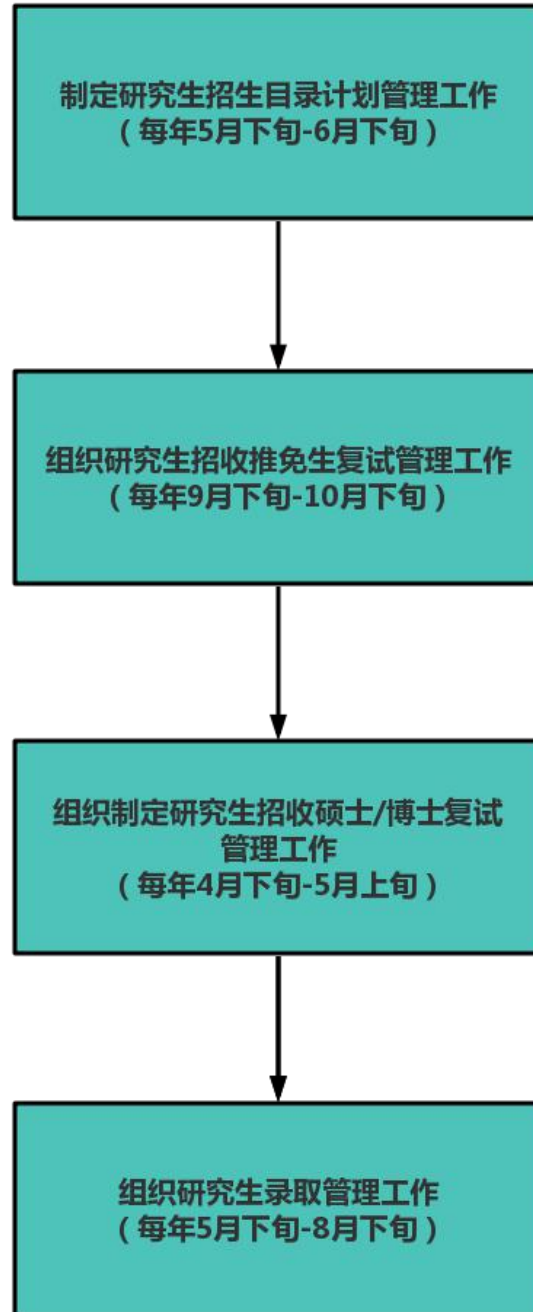 制定研究生招生目录计划管理工作
（每年5月下旬-6月下旬）
组织研究生招收推免生复试管理工作
（每年9月下旬-10月下旬）
组织制定研究生招收硕士/博士复试
管理工作
（每年4月下旬-5月上旬）
组织研究生录取管理工作
（每年5月下旬-8月下旬）